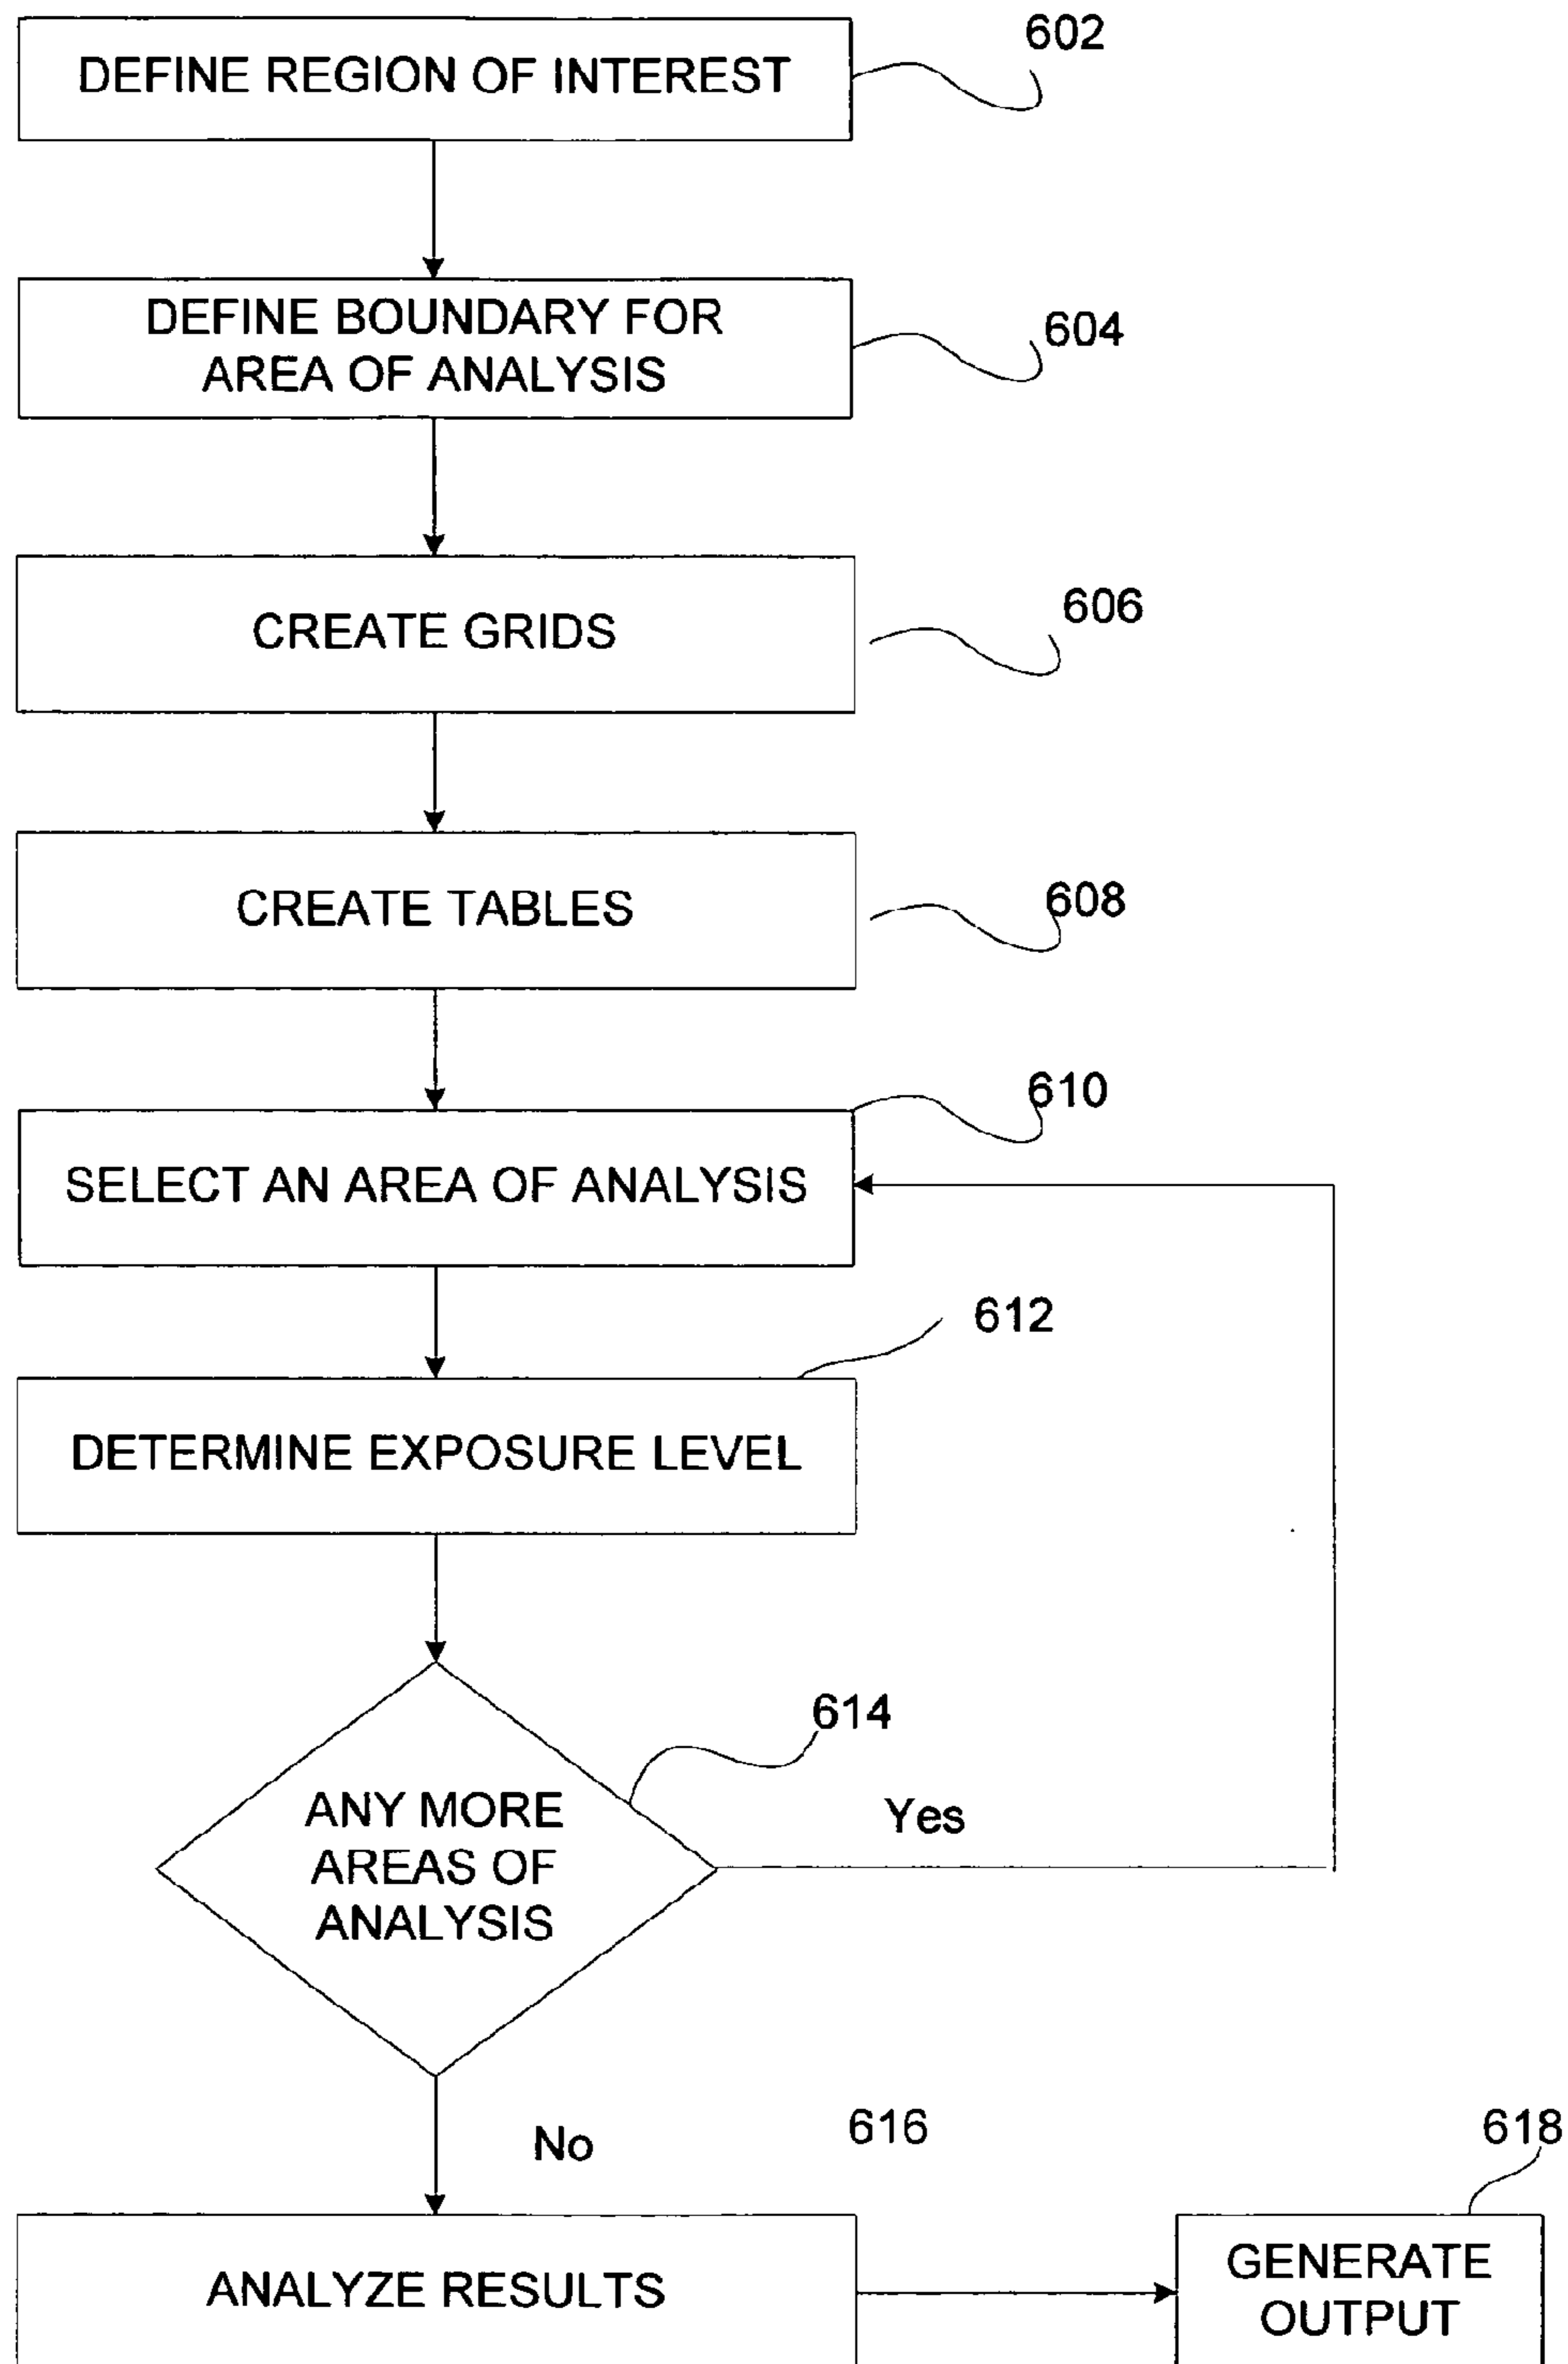 602
DEFINE REGION OF INTEREST
604
DEFINE BOUNDARY FOR
AREA OF ANALYSIS
606
CREATE GRIDS
608
CREATE TABLES
610
SELECT AN AREA OF ANALYSIS
612
DETERMINE EXPOSURE LEVEL
614
ANY MORE
AREAS OF
ANALYSIS
Yes
No
616
618
ANALYZE RESULTS
GENERATE
OUTPUT